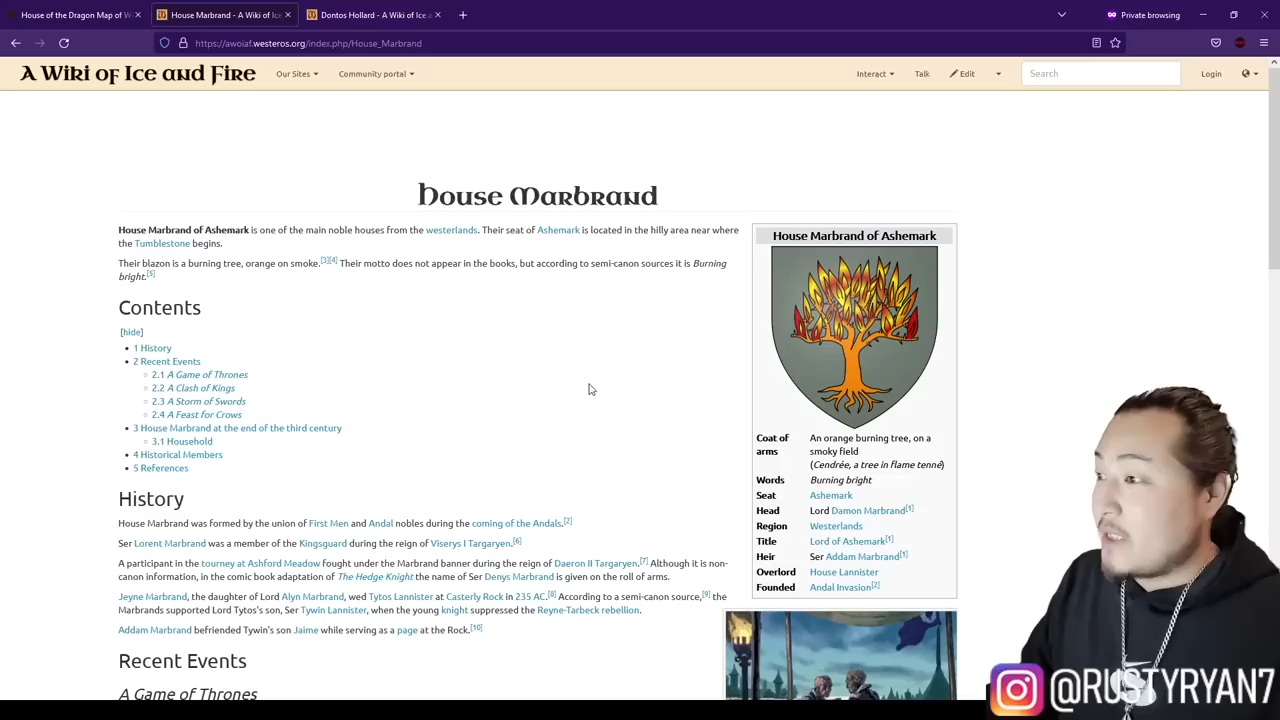 House of the Dragon Map of W
House Marbrand - A Wiki of Ice
Dontos Hollard - A Wiki of Ice a
Private browsing
https://awoiaf.westeros.org/index.php/House_Marbrand
A Wiki of Ice and Fire
Our Sites
Community portal
Interact
Talk
Edit
Search
Login
House Marbrand
House Marbrand of Ashemark is one of the main noble houses from the westerlands. Their seat of Ashemark is located in the hilly area near where
the Tumblestone begins.
Their blazon is a burning tree, orange on smoke.[3][4] Their motto does not appear in the books, but according to semi-canon sources it is Burning
bright.[5]
Contents
[hide]
1 History
2 Recent Events
2.1 A Game of Thrones
2.2 A Clash of Kings
2.3 A Storm of Swords
2.4 A Feast for Crows
3 House Marbrand at the end of the third century
3.1 Household
4 Historical Members
5 References
History
House Marbrand was formed by the union of First Men and Andal nobles during the coming of the Andals.[2]
Ser Lorent Marbrand was a member of the Kingsguard during the reign of Viserys I Targaryen.[6]
A participant in the tourney at Ashford Meadow fought under the Marbrand banner during the reign of Daeron II Targaryen.[7] Although it is non-
canon information, in the comic book adaptation of The Hedge Knight the name of Ser Denys Marbrand is given on the roll of arms.
Jeyne Marbrand, the daughter of Lord Alyn Marbrand, wed Tytos Lannister at Casterly Rock in 235 AC.[8] According to a semi-canon source,[9] the
Marbrands supported Lord Tytos's son, Ser Tywin Lannister, when the young knight suppressed the Reyne-Tarbeck rebellion.
Addam Marbrand befriended Tywin's son Jaime while serving as a page at the Rock.[10]
Recent Events
A Game of Thrones
House Marbrand of Ashemark
Coat of arms An orange burning tree, on a
smoky field
(Cendrée, a tree in flame tenné)
Words Burning bright
Seat Ashemark
Head Lord Damon Marbrand[1]
Region Westerlands
Title Lord of Ashemark[1]
Heir Ser Addam Marbrand[1]
Overlord House Lannister
Founded Andal Invasion[2]
@RUSTYRYAN7